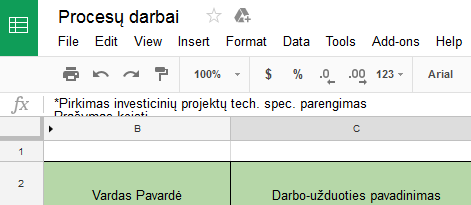 Procesų darbai
File Edit View Insert Format Data Tools Add-ons Help
100% $ % .0 .00 123 Arial
fx *Pirkimas investicinių projektų tech. spec. parengimas
Prašymas keisti
B C
1
2 Vardas Pavardė Darbo-užduoties pavadinimas